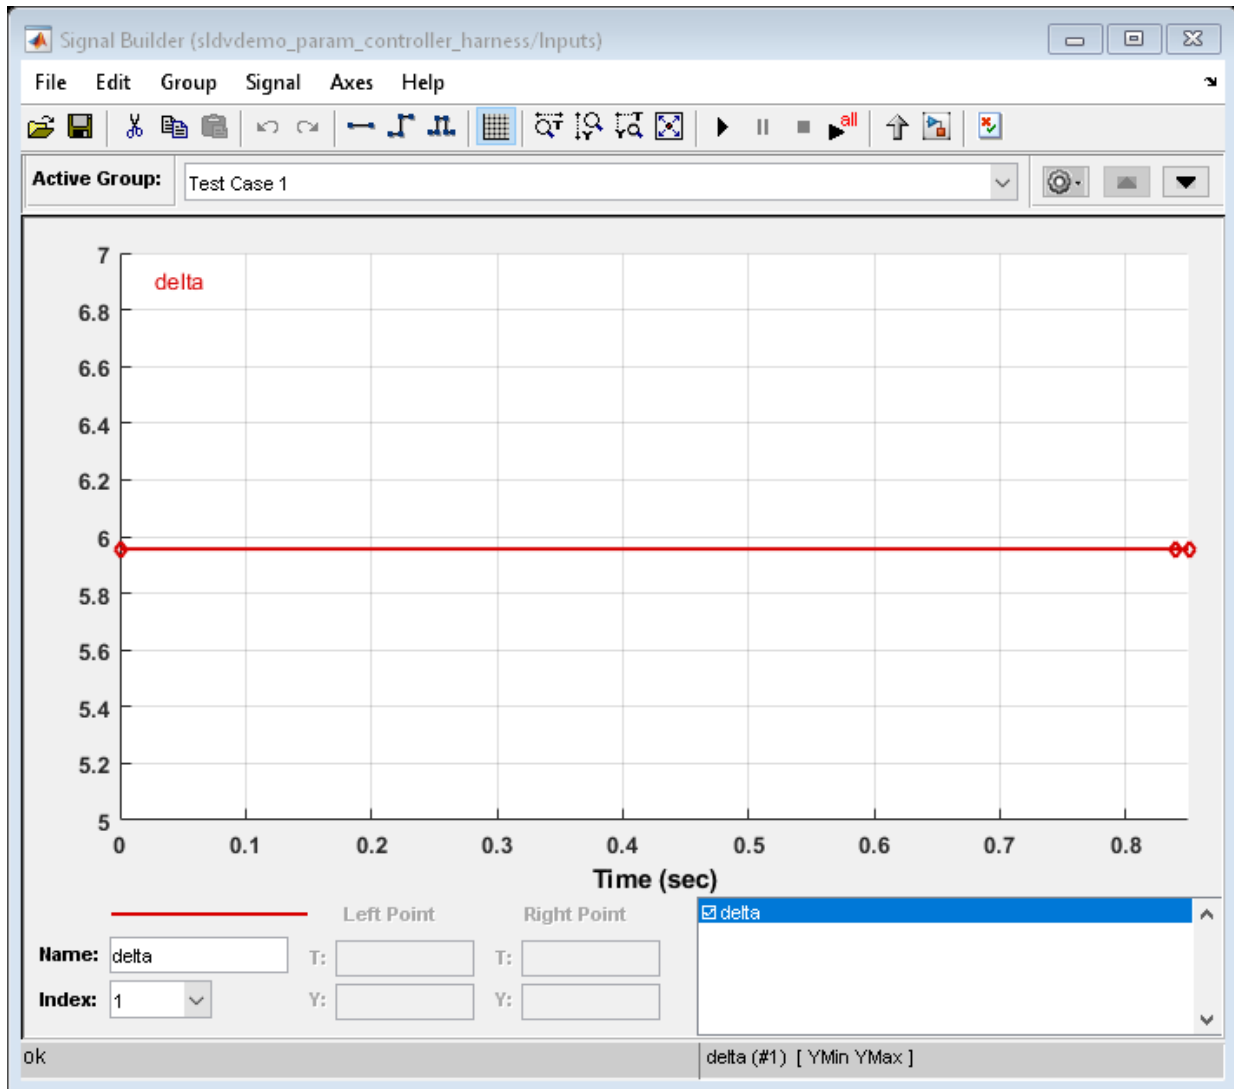 Signal Builder (sldvdemo_param_controller_harness/Inputs)
File Edit Group Signal Axes Help
all
Active Group: Test Case 1
7
delta
6.8
6.6
6.4
6.2
6
5.8
5.6
5.4
5.2
5
0 0.1 0.2 0.3 0.4 0.5 0.6 0.7 0.8
Time (sec)
Left Point Right Point
delta
Name: delta T: T:
Index: 1 Y: Y:
ok
delta (#1) [ YMin YMax ]